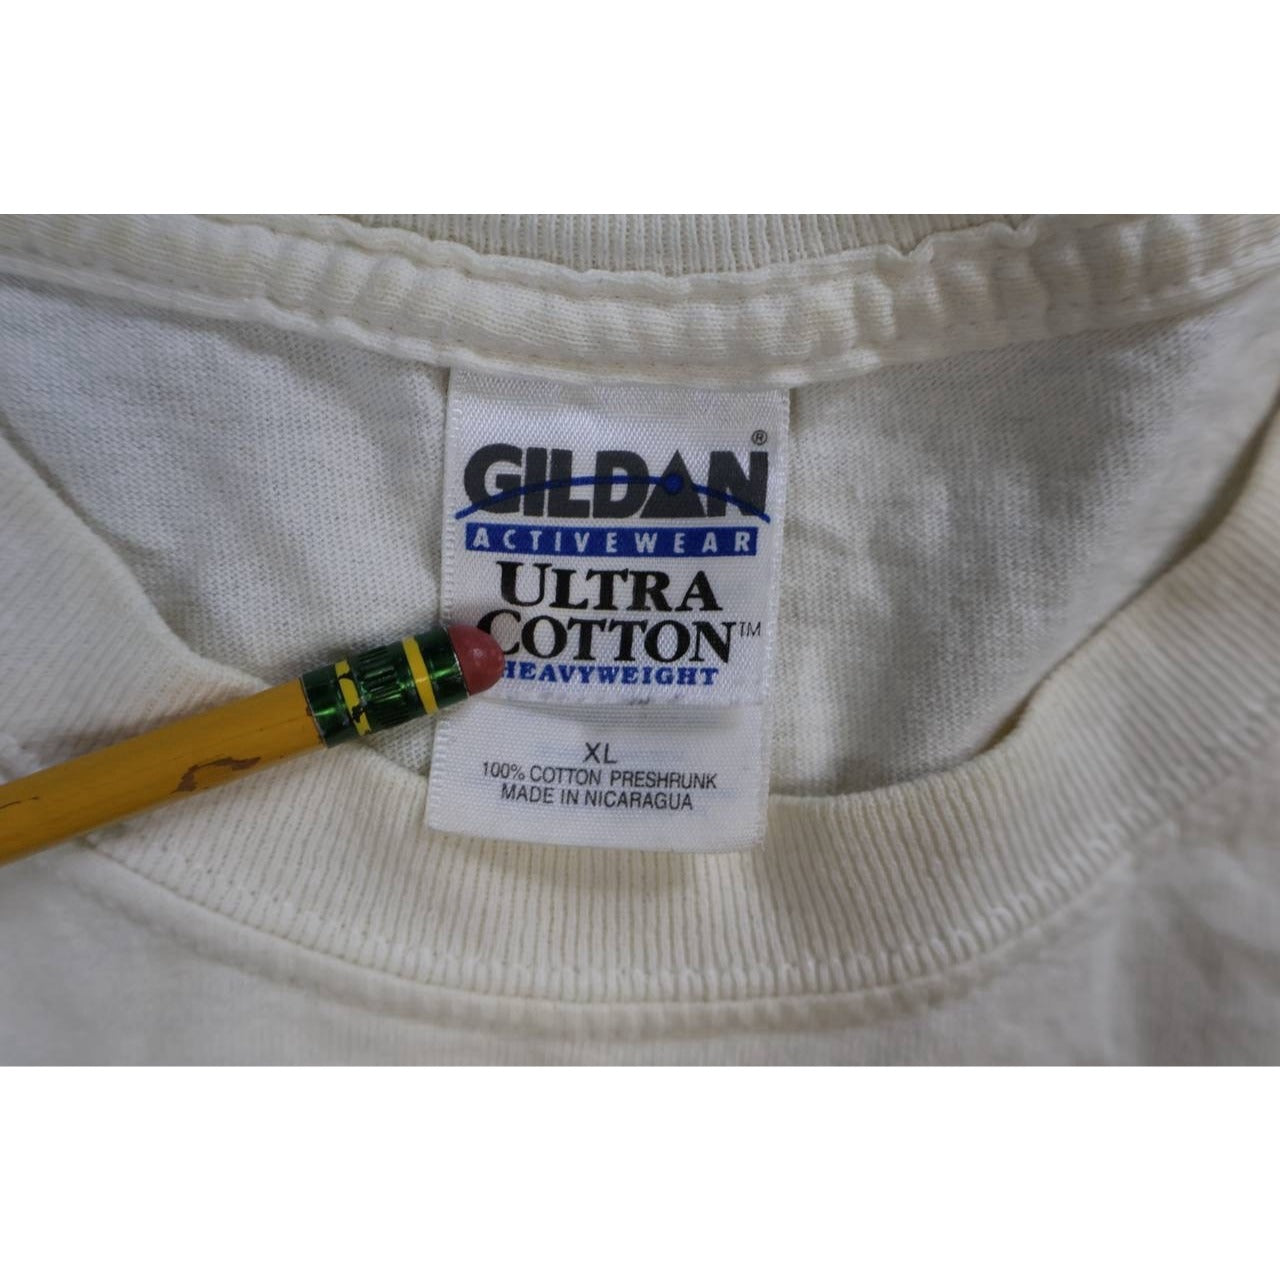 GILDAN®
ACTIVEWEAR
ULTRA
COTTON™
HEAVYWEIGHT
XL
100% COTTON PRESHRUNK
MADE IN NICARAGUA